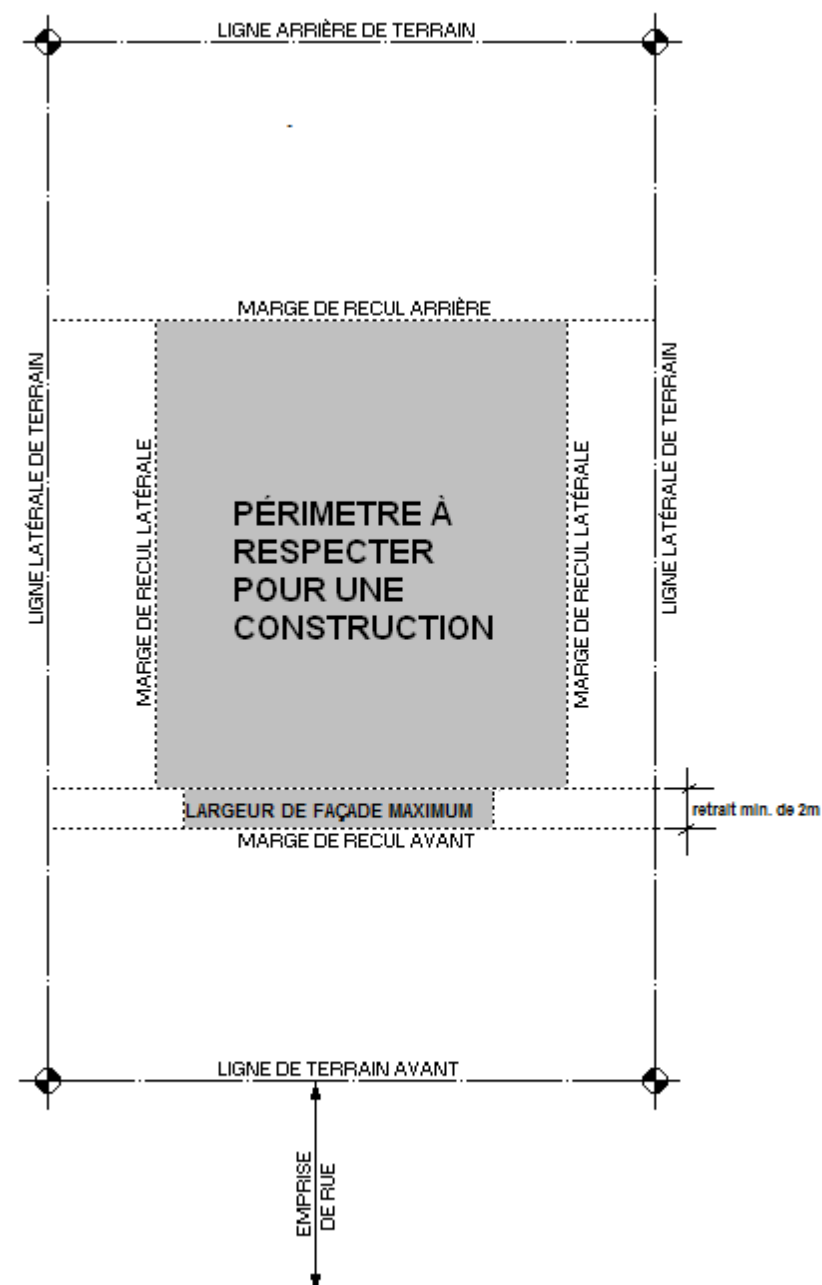 LIGNE ARRIÈRE DE TERRAIN
MARGE DE RECUL ARRIÈRE
LIGNE LATÉRALE DE TERRAIN
MARGE DE RECUL LATÉRALE
PÉRIMETRE À
RESPECTER
POUR UNE
CONSTRUCTION
MARGE DE RECUL LATÉRALE
LIGNE LATÉRALE DE TERRAIN
LARGEUR DE FAÇADE MAXIMUM
retrait min. de 2m
MARGE DE RECUL AVANT
LIGNE DE TERRAIN AVANT
EMPRISE
DE RUE